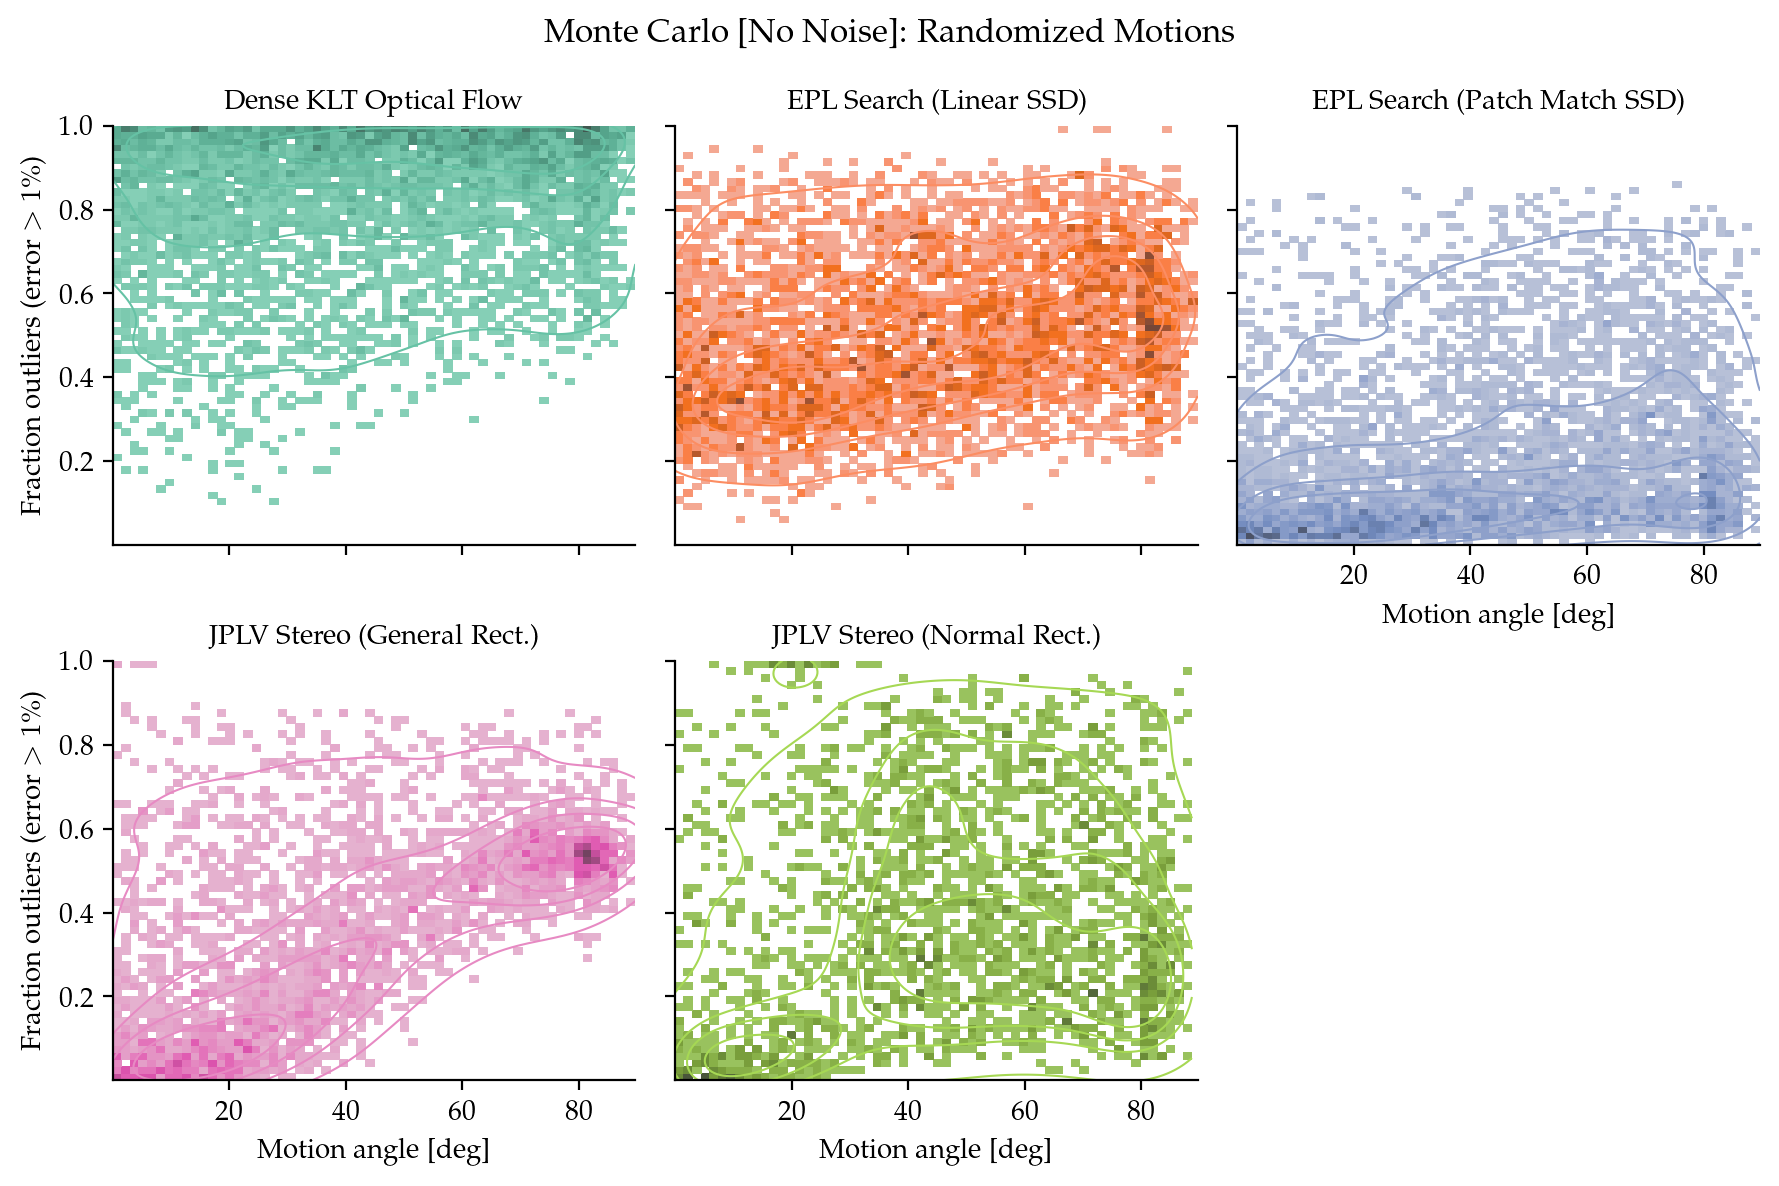 Monte Carlo [No Noise]: Randomized Motions
Dense KLT Optical Flow
EPL Search (Linear SSD)
EPL Search (Patch Match SSD)
Fraction outliers (error > 1%)
1.0
0.8
0.6
0.4
0.2
20 40 60 80
Motion angle [deg]
JPLV Stereo (General Rect.)
JPLV Stereo (Normal Rect.)
Fraction outliers (error > 1%)
1.0
0.8
0.6
0.4
0.2
20 40 60 80
20 40 60 80
Motion angle [deg]
Motion angle [deg]